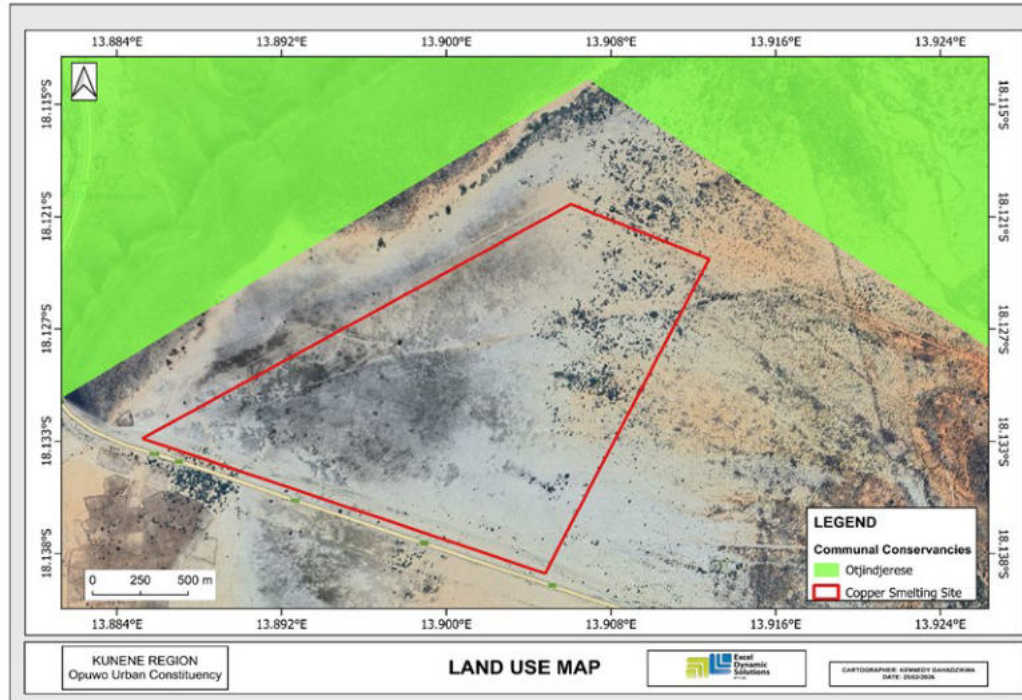 13.884°E 13.892°E 13.900°E 13.908°E 13.916°E 13.924°E
18.115°S 18.115°S
18.121°S 18.121°S
18.127°S 18.127°S
18.133°S 18.133°S
18.138°S 18.138°S
LEGEND
Communal Conservancies
Otjindjerese
Copper Smelting Site
0 250 500 m
13.884°E 13.892°E 13.900°E 13.908°E 13.916°E 13.924°E
KUNENE REGION
Opuwo Urban Constituency
LAND USE MAP
Excel
Dynamic
Solutions
CARTOGRAPHER: KENNEDY
DATE: